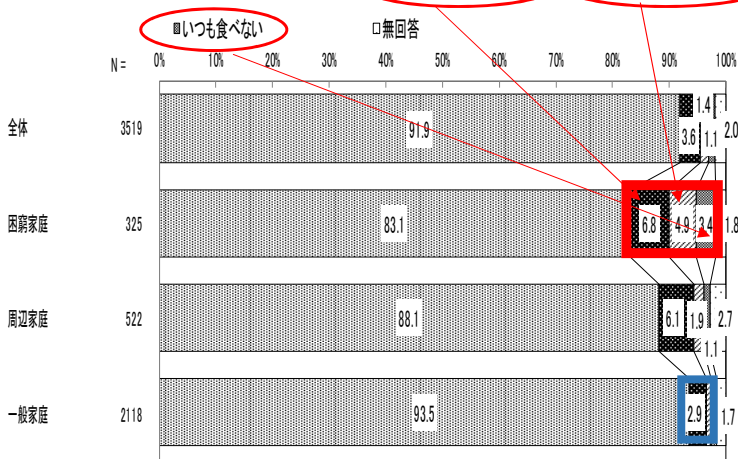 いつも食べない 無回答
N = 0% 10% 20% 30% 40% 50% 60% 70% 80% 90% 100%
全体 3519 91.9 3.6 1.1 1.4 2.0
困窮家庭 325 83.1 6.8 4.9 3.4 1.8
周辺家庭 522 88.1 6.1 1.9 1.1 2.7
一般家庭 2118 93.5 2.9 1.7